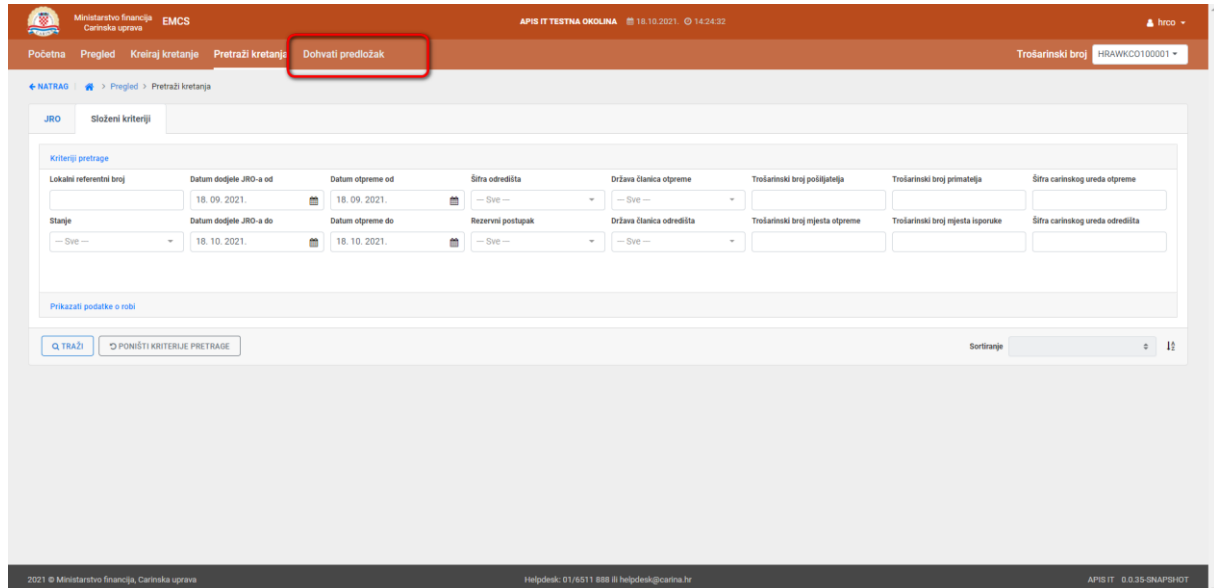 Ministarstvo financija
Carinska uprava
EMCS
APIS IT TESTNA OKOLINA 18.10.2021. 14:24:32
hrco
Početna Pregled Kreiraj kretanje Pretraži kretanja Dohvati predložak
Trošarinski broj HRAWKCO100001
NATRAG > Pregled > Pretraži kretanja
JRO Složeni kriteriji
Kriteriji pretrage
Lokalni referentni broj Datum dodjele JRO-a od Datum otpreme od Šifra odredišta Država članica otpreme Trošarinski broj pošiljatelja Trošarinski broj primatelja Šifra carinskog ureda otpreme
18. 09. 2021. 18. 09. 2021. -- Sve -- -- Sve --
Stanje Datum dodjele JRO-a do Datum otpreme do Rezervni postupak Država članica odredišta Trošarinski broj mjesta otpreme Trošarinski broj mjesta isporuke Šifra carinskog ureda odredišta
-- Sve -- 18. 10. 2021. 18. 10. 2021. -- Sve -- -- Sve --
Prikazati podatke o robi
TRAŽI PONIŠTI KRITERIJE PRETRAGE Sortiranje
2021 © Ministarstvo financija, Carinska uprava Helpdesk: 01/6511 888 ili helpdesk@carina.hr APIS IT 0.0.35-SNAPSHOT